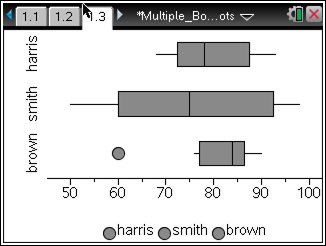 1.1 1.2 1.3 *Multiple_Bo...ots
harris
smith
brown
50 60 70 80 90 100
harris smith brown